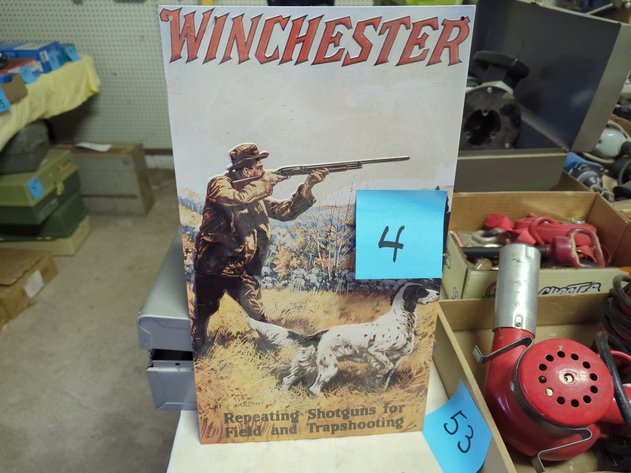 WINCHESTER
4
Repeating Shotguns for
Field and Trapshooting
53